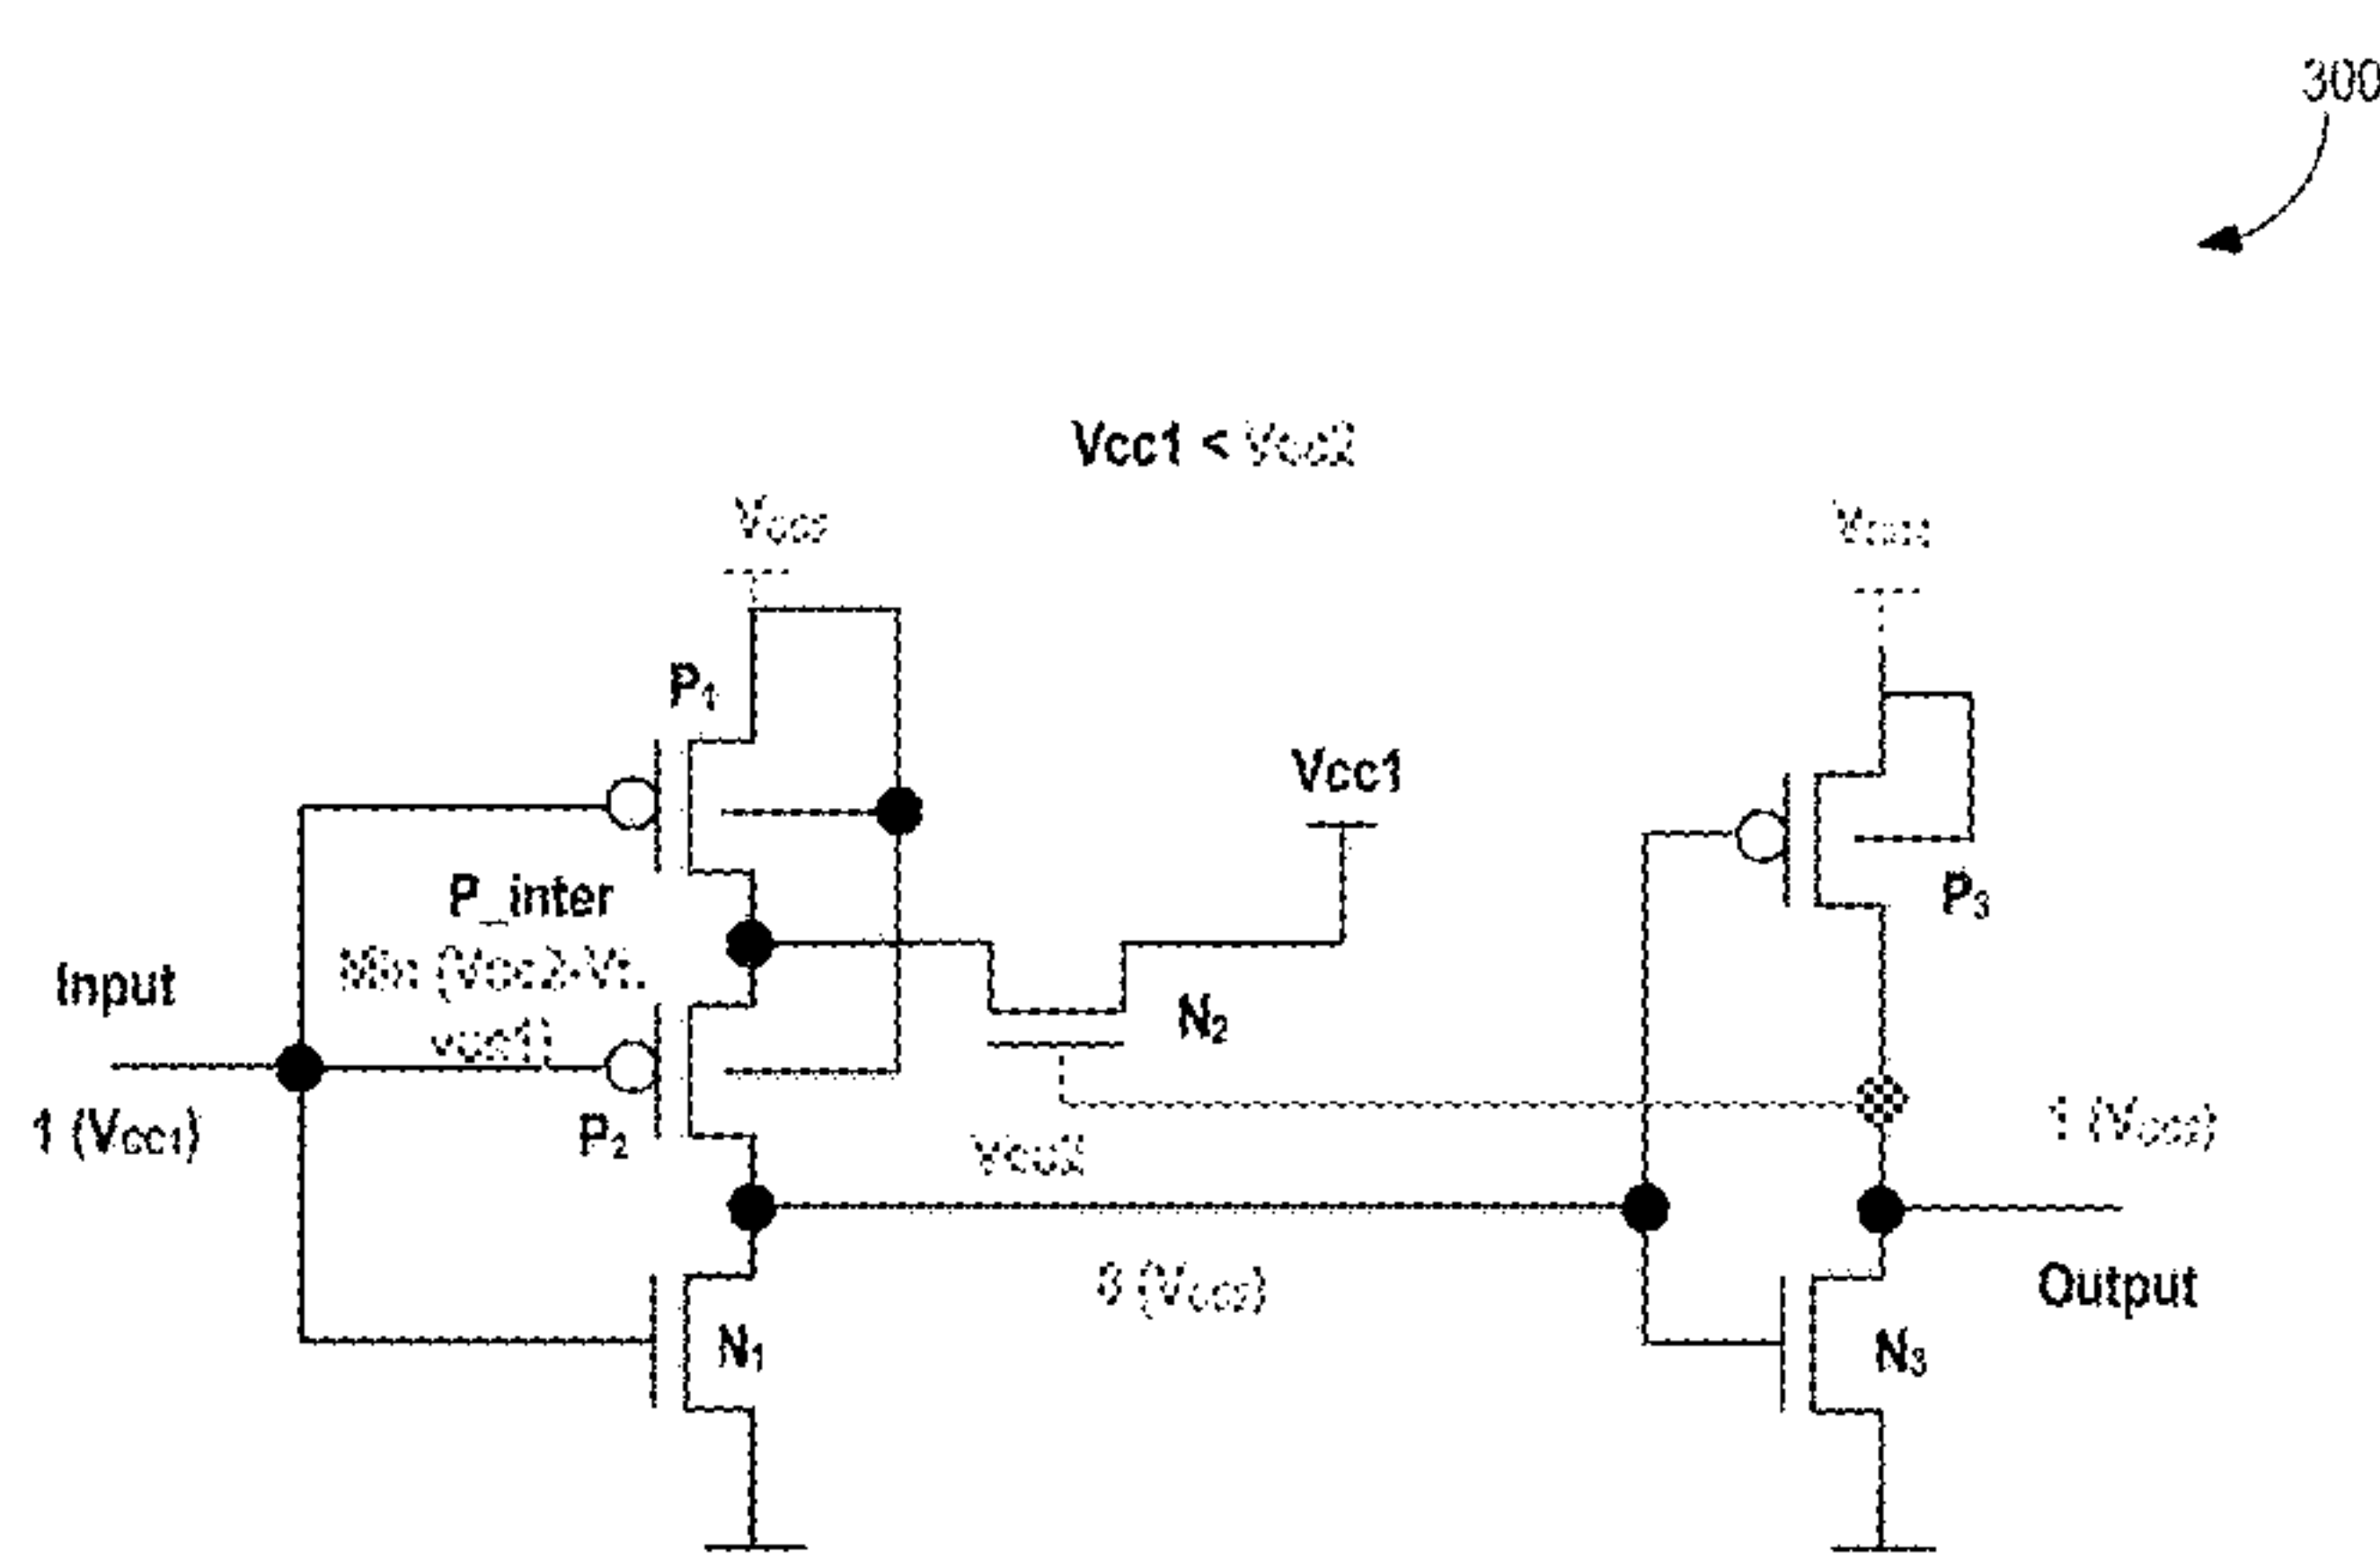 300
Vcc1 < Vcc2
VCC2
P1
Vcc1
P_inter
Min (Vcc2-Vt,
vcc1)
Input
1 (VCC1)
P2
N2
P3
Vcc2
1 (VCC2)
0 (VCC2)
N1
Output
N3